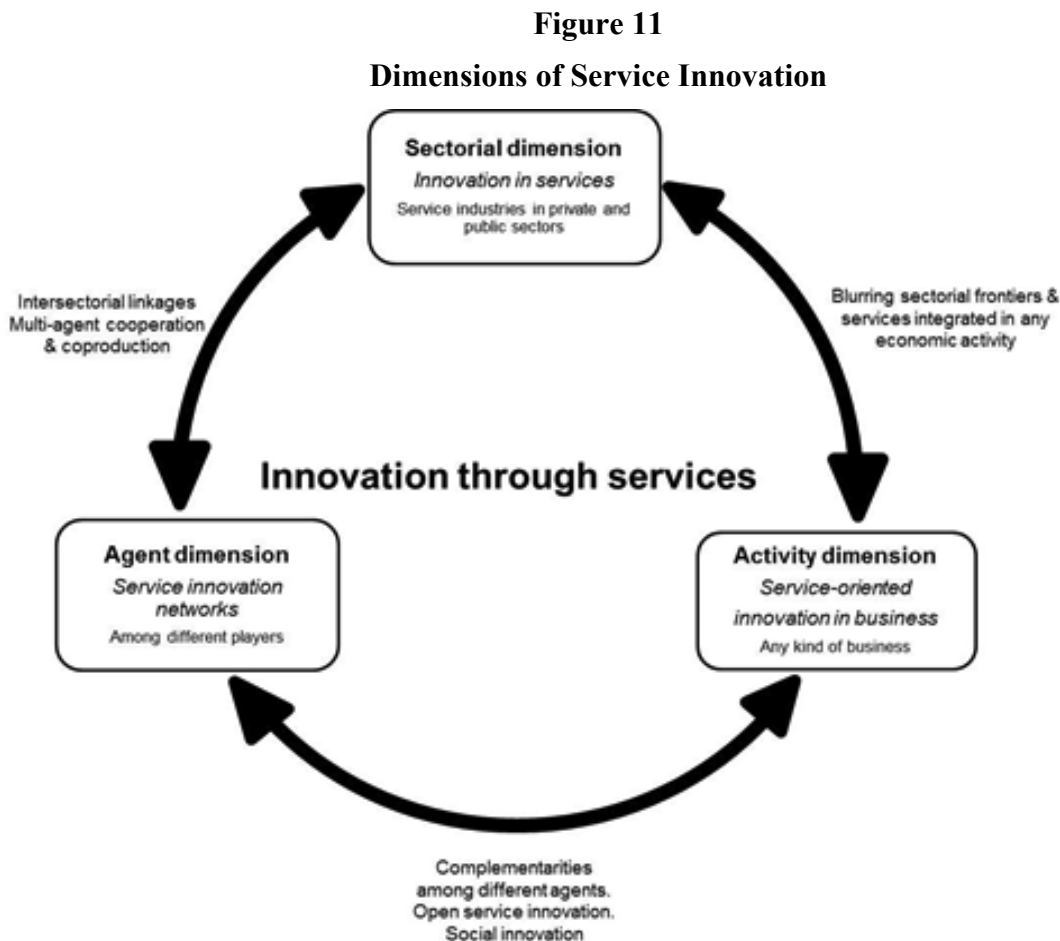 Figure 11
Dimensions of Service Innovation
Sectorial dimension
Innovation in services
Service industries in private and
public sectors
Intersectorial linkages
Multi-agent cooperation
& coproduction
Blurring sectorial frontiers &
services integrated in any
economic activity
Innovation through services
Agent dimension
Service innovation
networks
Among different players
Activity dimension
Service-oriented
innovation in business
Any kind of business
Complementarities
among different agents.
Open service innovation.
Social innovation